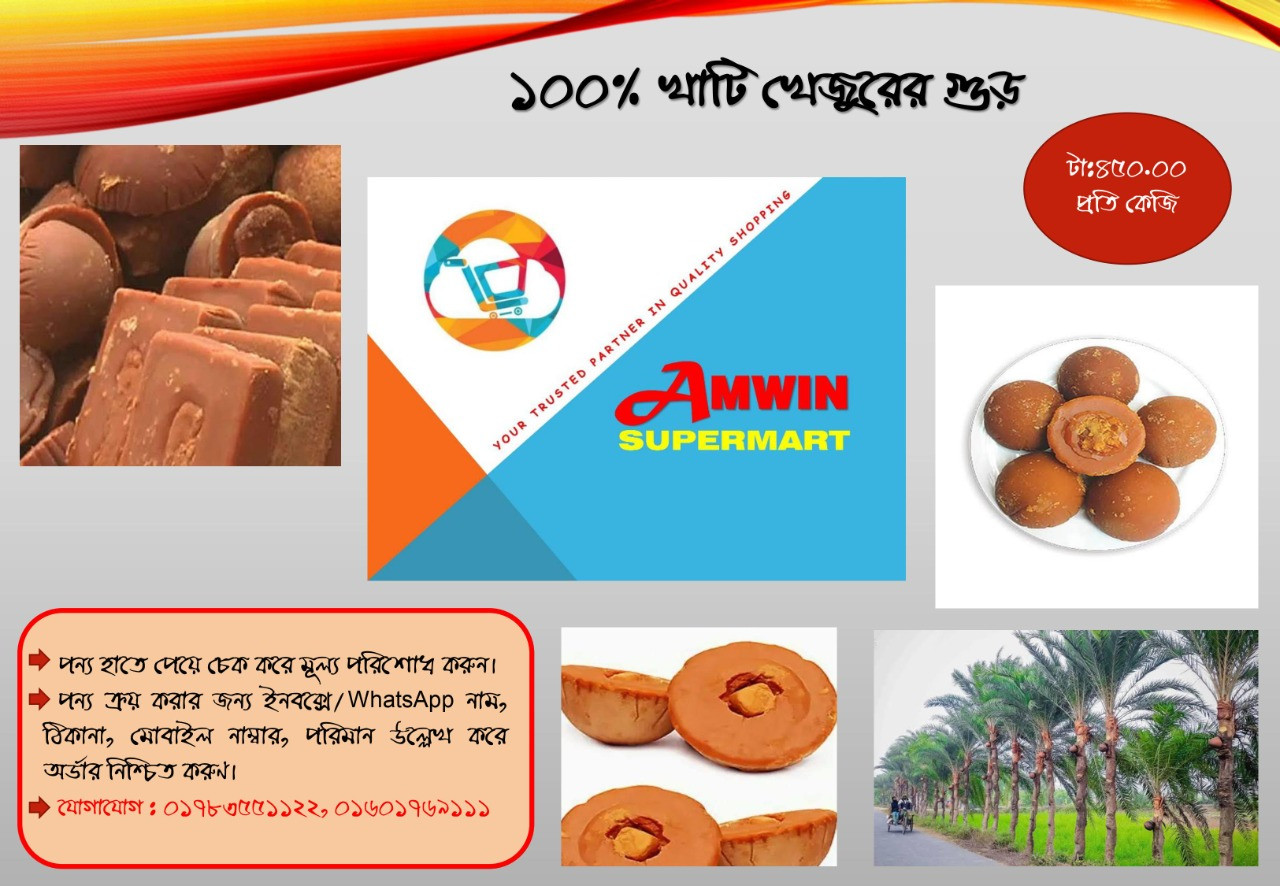 ১০০% খাটি খেজুরের গুড়
টাঃ৪৫০.০০
প্রতি কেজি
YOUR TRUSTED PARTNER IN QUALITY SHOPPING
AMWIN
SUPERMART
পন্য হাতে পেয়ে চেক করে মূল্য পরিশোধ করুন।
পন্য ক্রয় করার জন্য ইনবক্সে/WhatsApp নাম,
ঠিকানা, মোবাইল নাম্বার, পরিমান উল্লেখ করে
অর্ডার নিশ্চিত করুন।
যোগাযোগ : ০১৭৮৩৫৫১১২২, ০১৬০১৭৬৯১১১